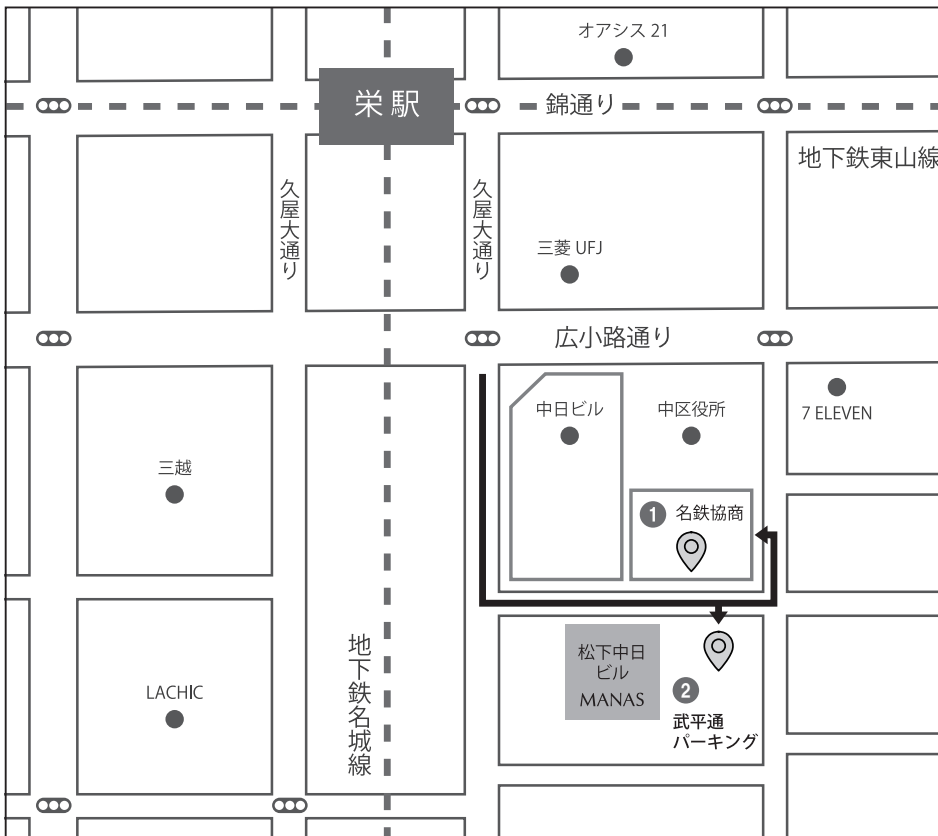 オアシス 21
栄 駅
錦通り
地下鉄東山線
久屋大通り
久屋大通り
三菱 UFJ
広小路通り
中日ビル
中区役所
7 ELEVEN
三越
1 名鉄協商
地下鉄名城線
松下中日
ビル
MANAS
LACHIC
2
武平通
パーキング